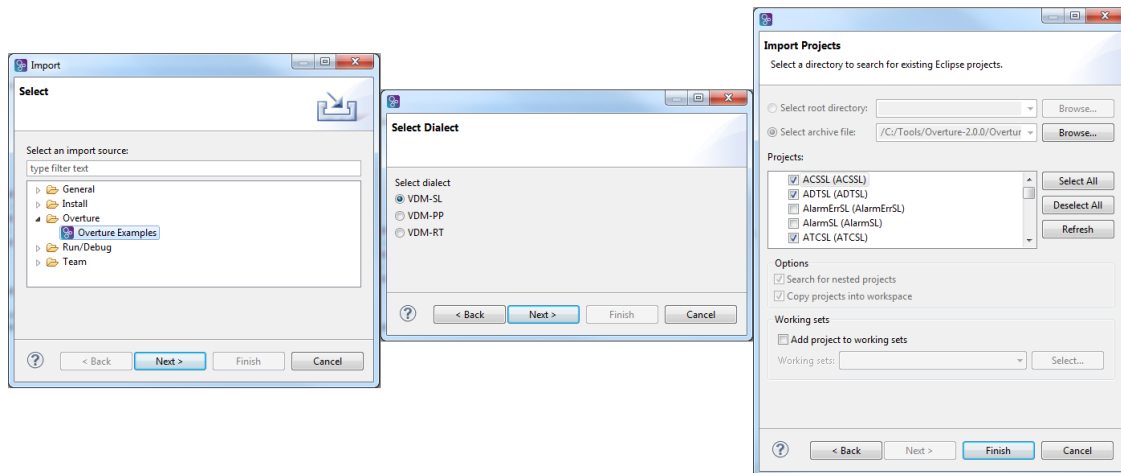 Import
Select
Select an import source:
type filter text
General
Install
Overture
Overture Examples
Run/Debug
Team
?
< Back
Next >
Finish
Cancel
Select Dialect
Select dialect
VDM-SL
VDM-PP
VDM-RT
?
< Back
Next >
Finish
Cancel
Import Projects
Select a directory to search for existing Eclipse projects.
Select root directory:
Browse...
Select archive file:
/C:/Tools/Overture-2.0.0/Overtur
Browse...
Projects:
ACSSL (ACSSL)
ADTSL (ADTSL)
AlarmErrSL (AlarmErrSL)
AlarmSL (AlarmSL)
ATCSL (ATCSL)
Select All
Deselect All
Refresh
Options
Search for nested projects
Copy projects into workspace
Working sets
Add project to working sets
Working sets:
Select...
?
< Back
Next >
Finish
Cancel